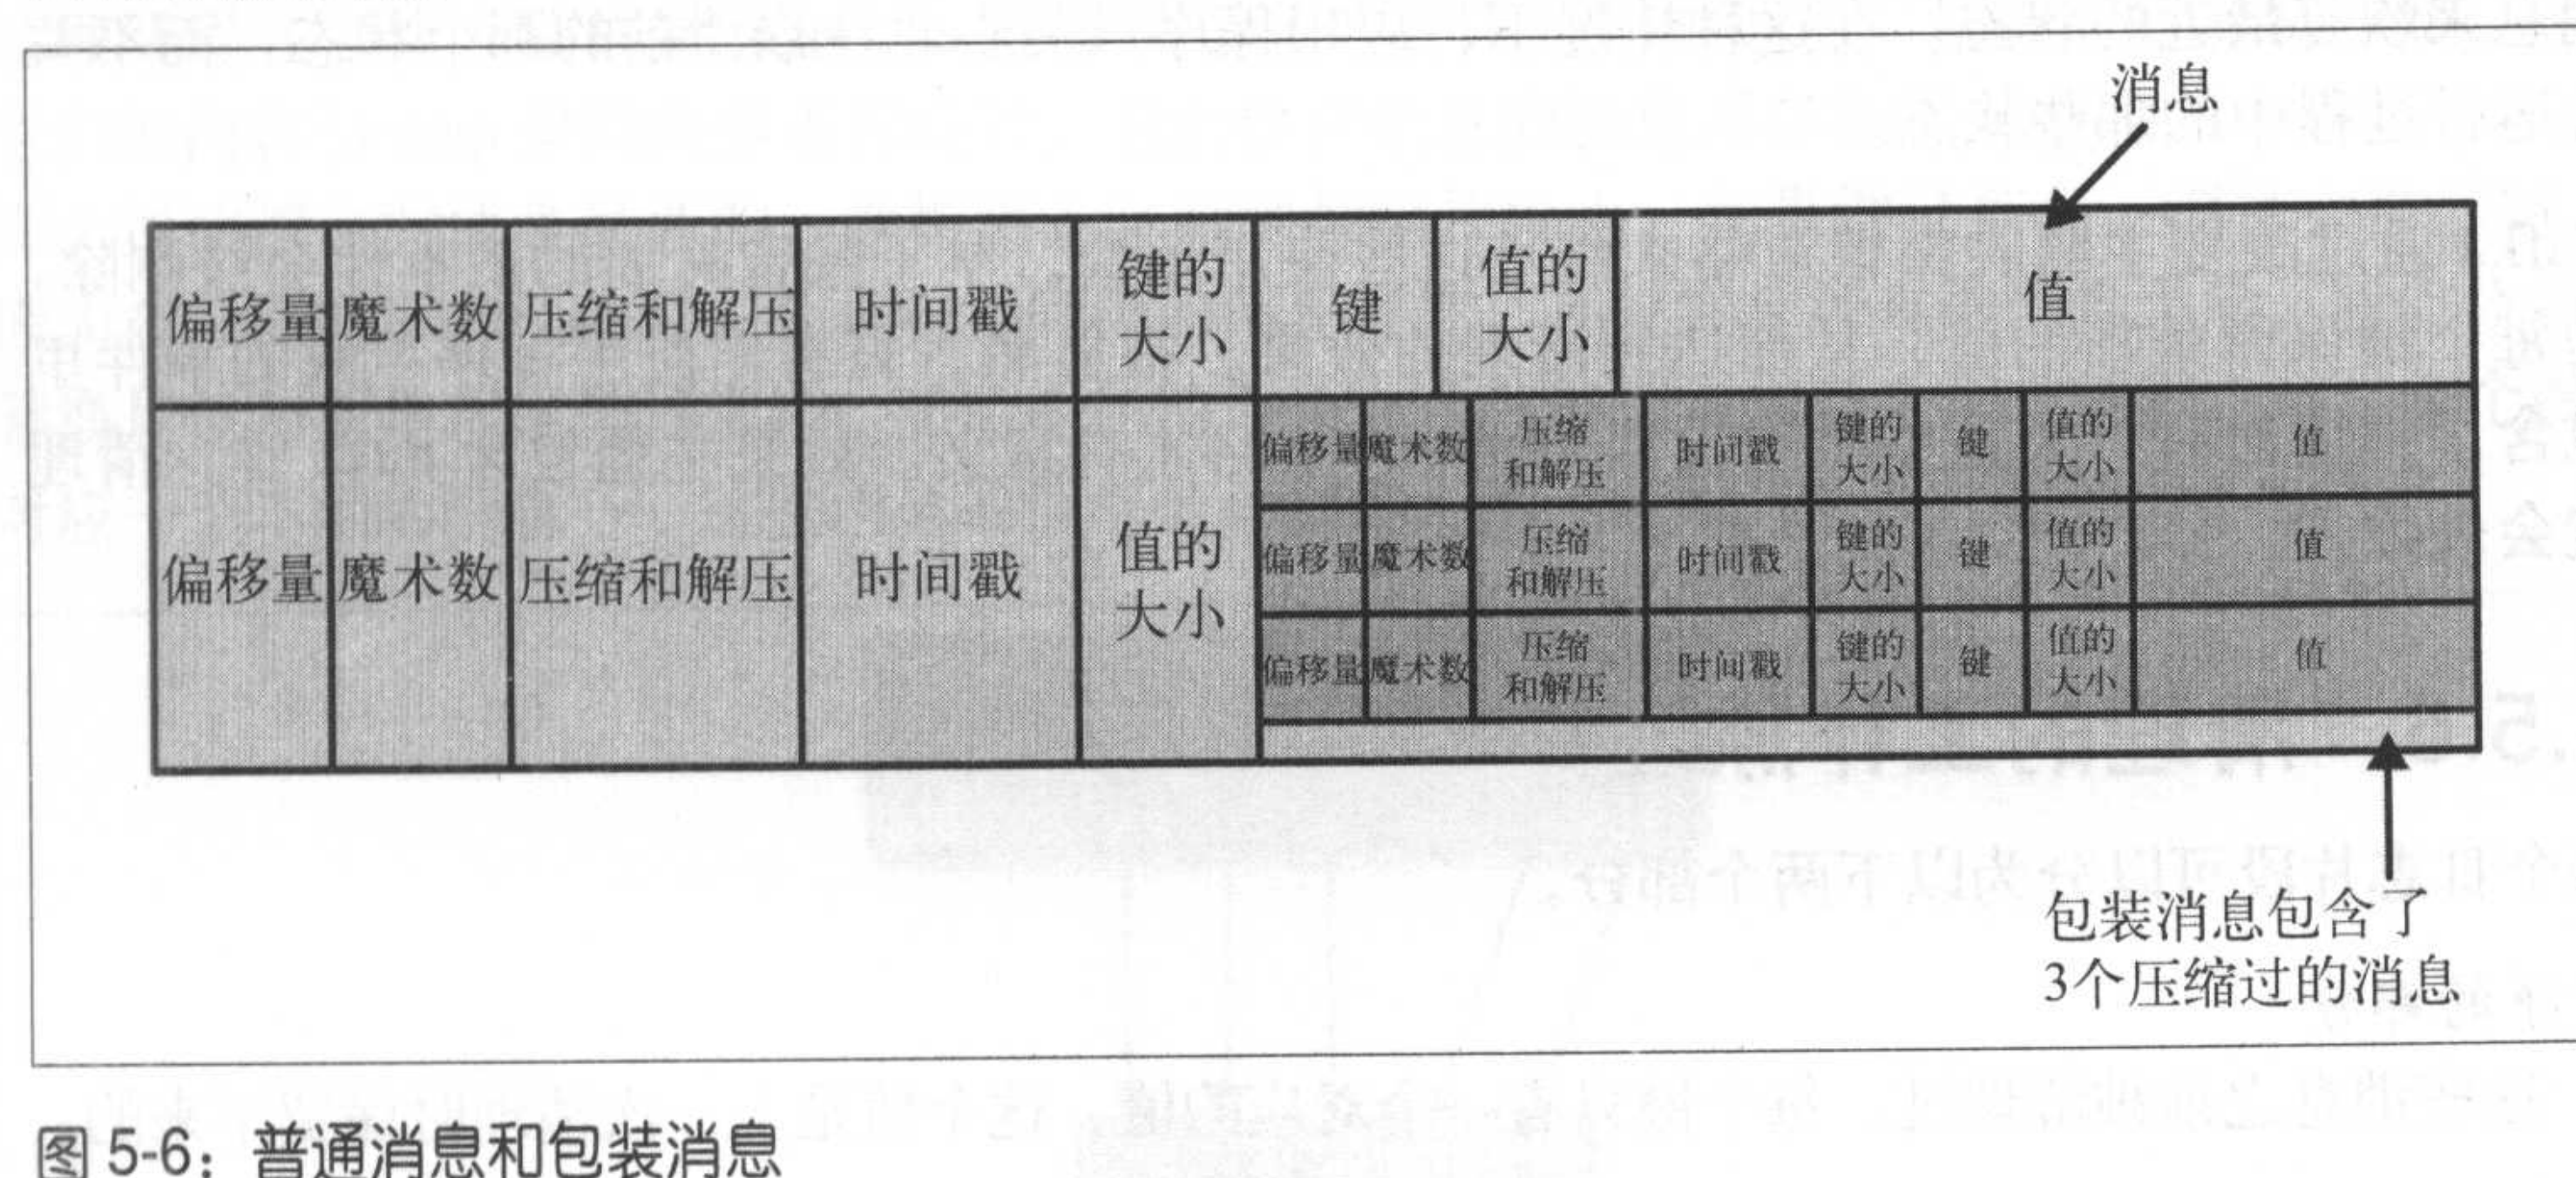 消息
偏移量 魔术数 压缩和解压 时间戳 键的大小 键 值的大小 值
偏移量 魔术数 压缩和解压 时间戳 值的大小
偏移量 魔术数 压缩和解压 时间戳 键的大小 键 值的大小 值
偏移量 魔术数 压缩和解压 时间戳 键的大小 键 值的大小 值
偏移量 魔术数 压缩和解压 时间戳 键的大小 键 值的大小 值
包装消息包含了
3个压缩过的消息
图 5-6：普通消息和包装消息